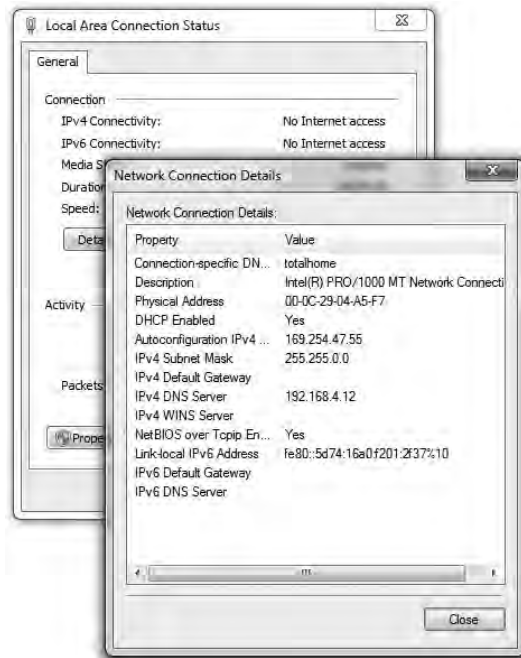 Local Area Connection Status
General
Connection
IPv4 Connectivity: No Internet access
IPv6 Connectivity: No Internet access
Media S
Duration
Speed:
Deta
Activity
Packets
Prope
Network Connection Details
Network Connection Details:
Property Value
Connection-specific DN... totalhome
Description Intel(R) PRO/1000 MT Network Connecti
Physical Address 00-0C-29-04-A5-F7
DHCP Enabled Yes
Autoconfiguration IPv4 ... 169.254.47.55
IPv4 Subnet Mask 255.255.0.0
IPv4 Default Gateway
IPv4 DNS Server 192.168.4.12
IPv4 WINS Server
NetBIOS over Tcpip En... Yes
Link-local IPv6 Address fe80::5d74:16a0:f201:2f37%10
IPv6 Default Gateway
IPv6 DNS Server
Close